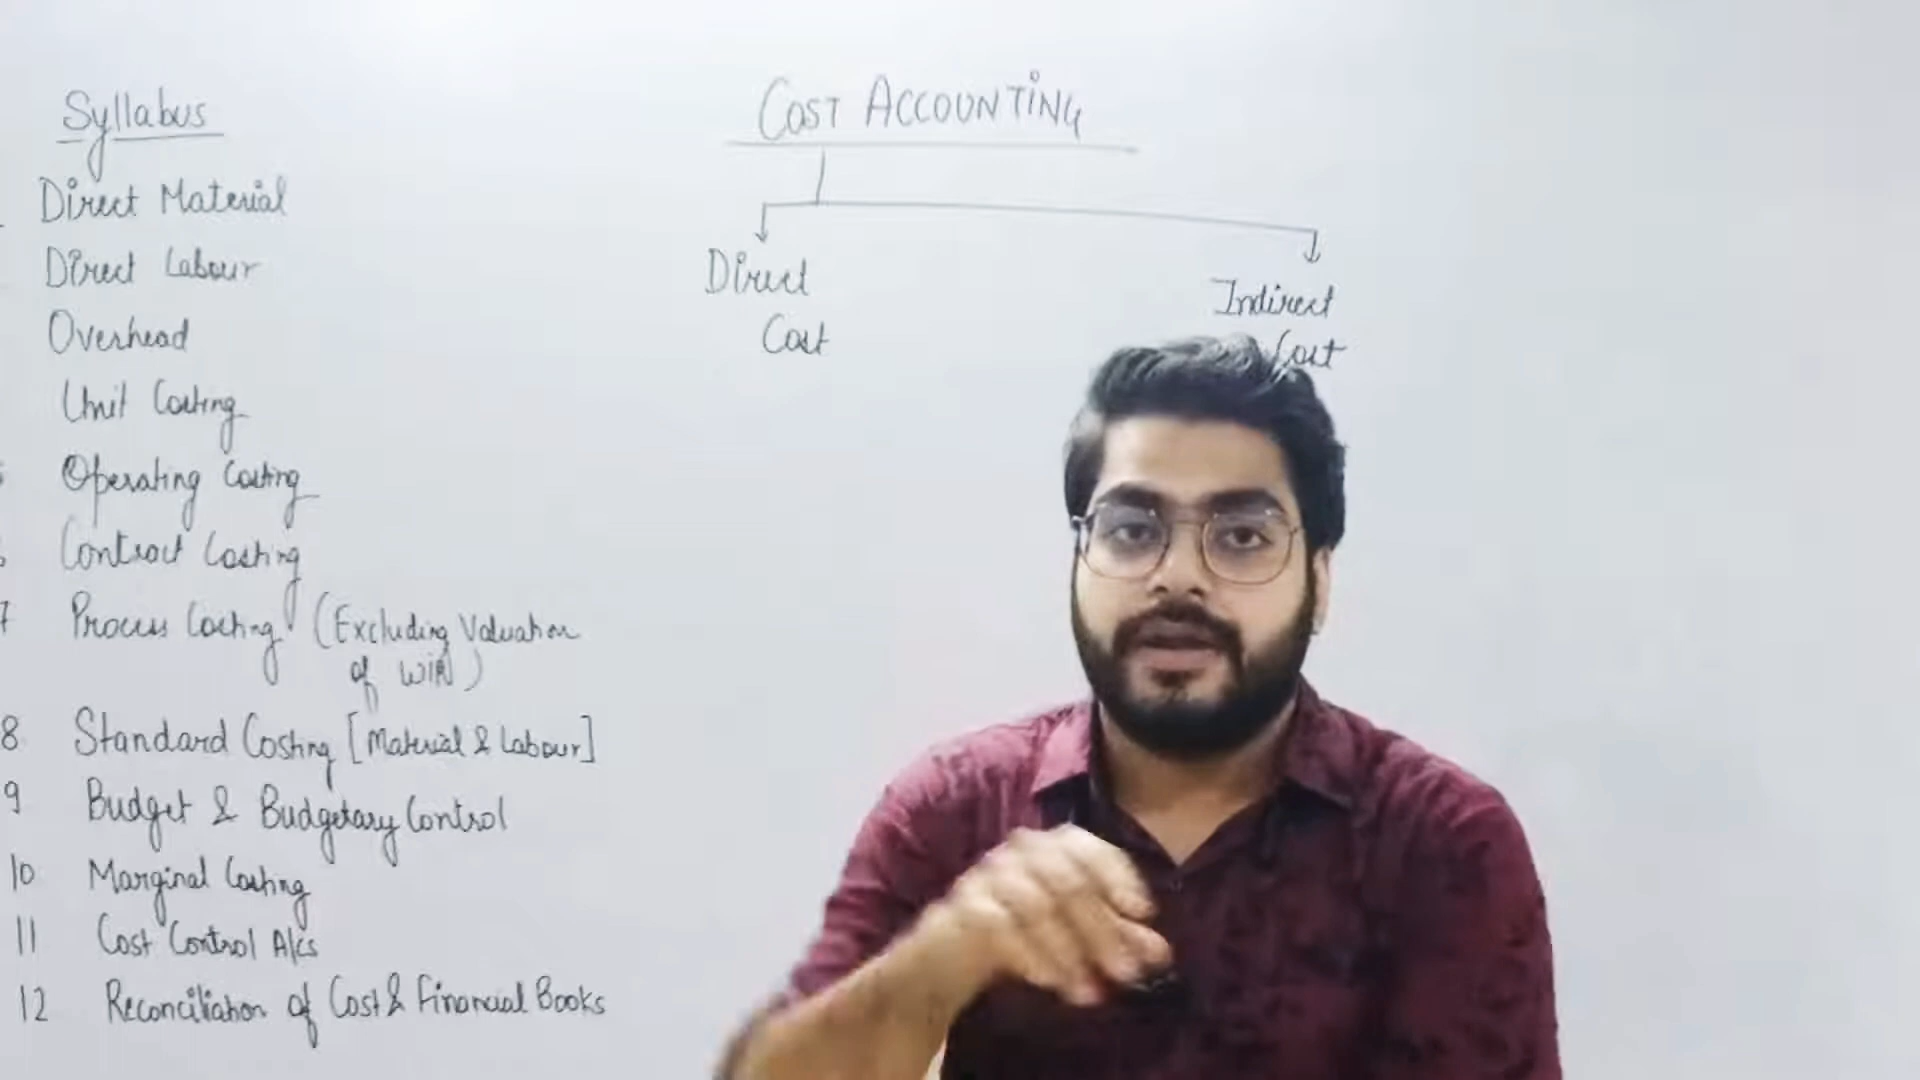 Syllabus
Direct Material
Direct Labour
Overhead
Unit Costing
Operating Costing
Contract Costing
7 Process Costing (Excluding Valuation
of WIP)
8 Standard Costing [Material & Labour]
9 Budget & Budgetary Control
10 Marginal Costing
11 Cost Control A/cs
12 Reconciliation of Cost & Financial Books
COST ACCOUNTING
Direct
Cost
Indirect
Cost